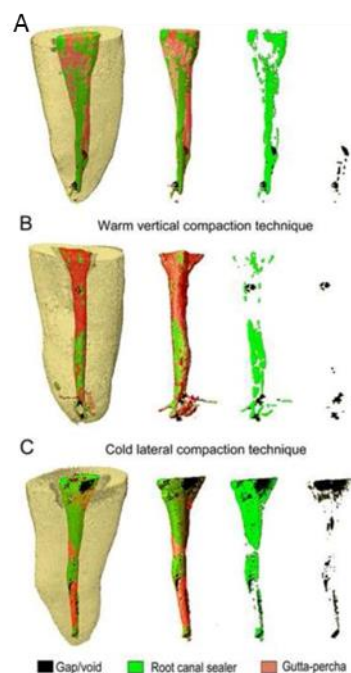 A
B
Warm vertical compaction technique
C
Cold lateral compaction technique
Gap/void Root canal sealer Gutta-percha